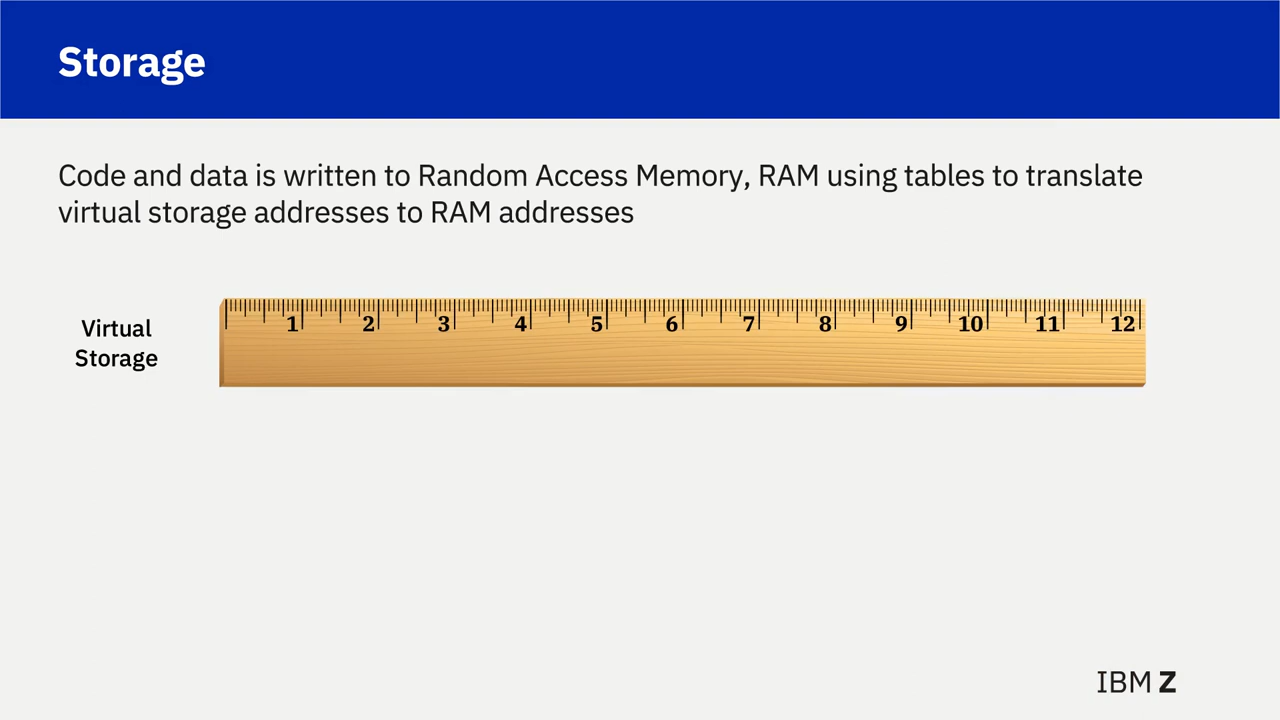 Storage
Code and data is written to Random Access Memory, RAM using tables to translate
virtual storage addresses to RAM addresses
Virtual
Storage
1 2 3 4 5 6 7 8 9 10 11 12
IBM Z